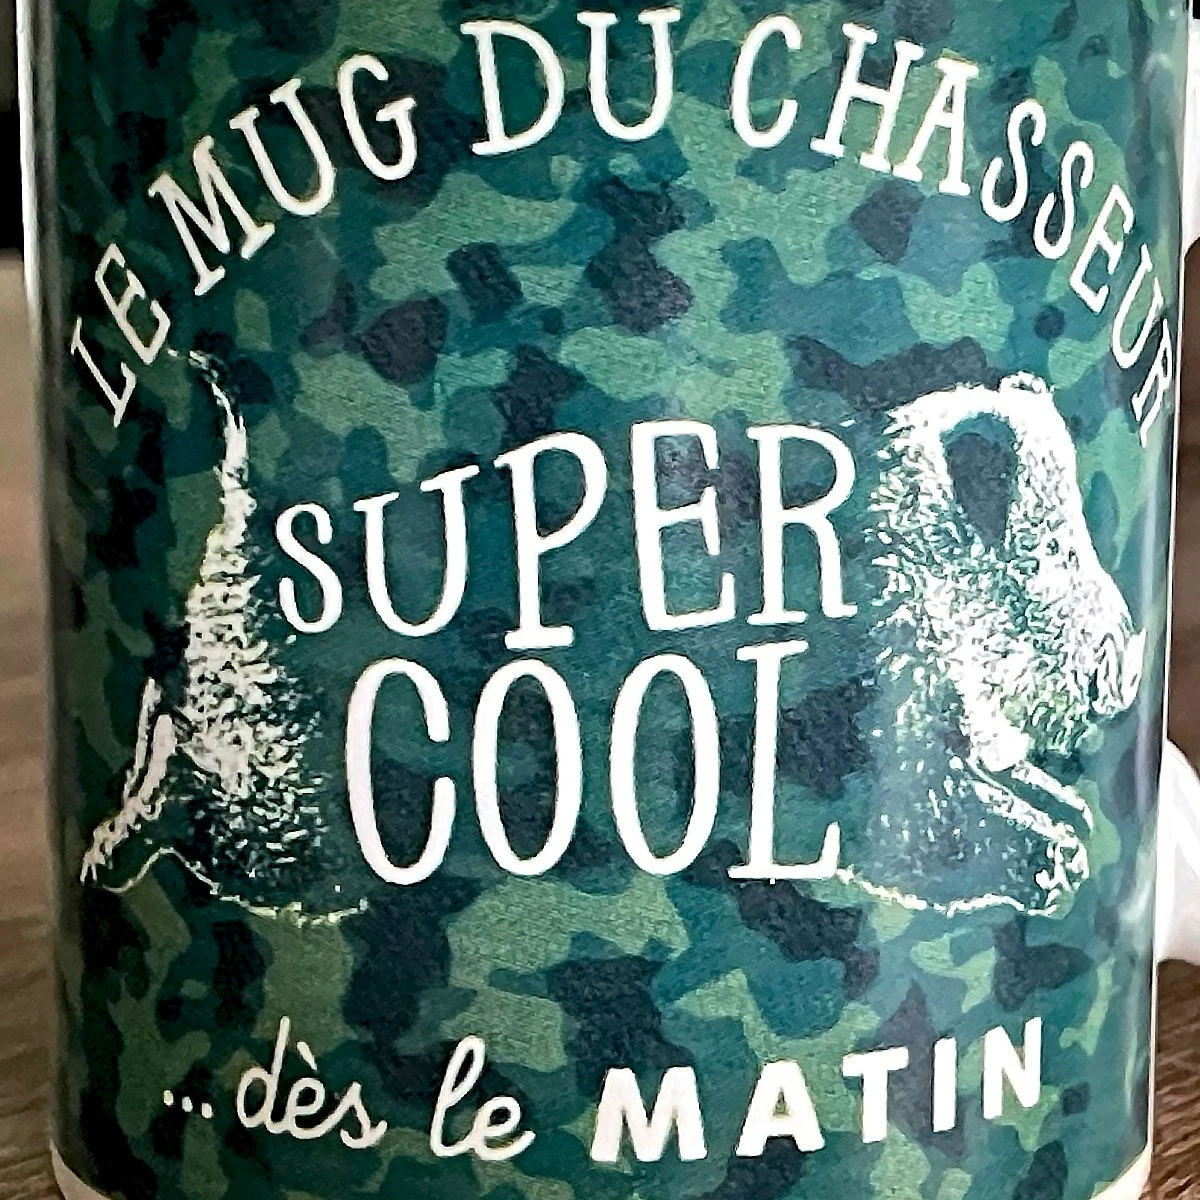 LE MUG DU CHASSEUR
SUPER
COOL
...dès le MATIN